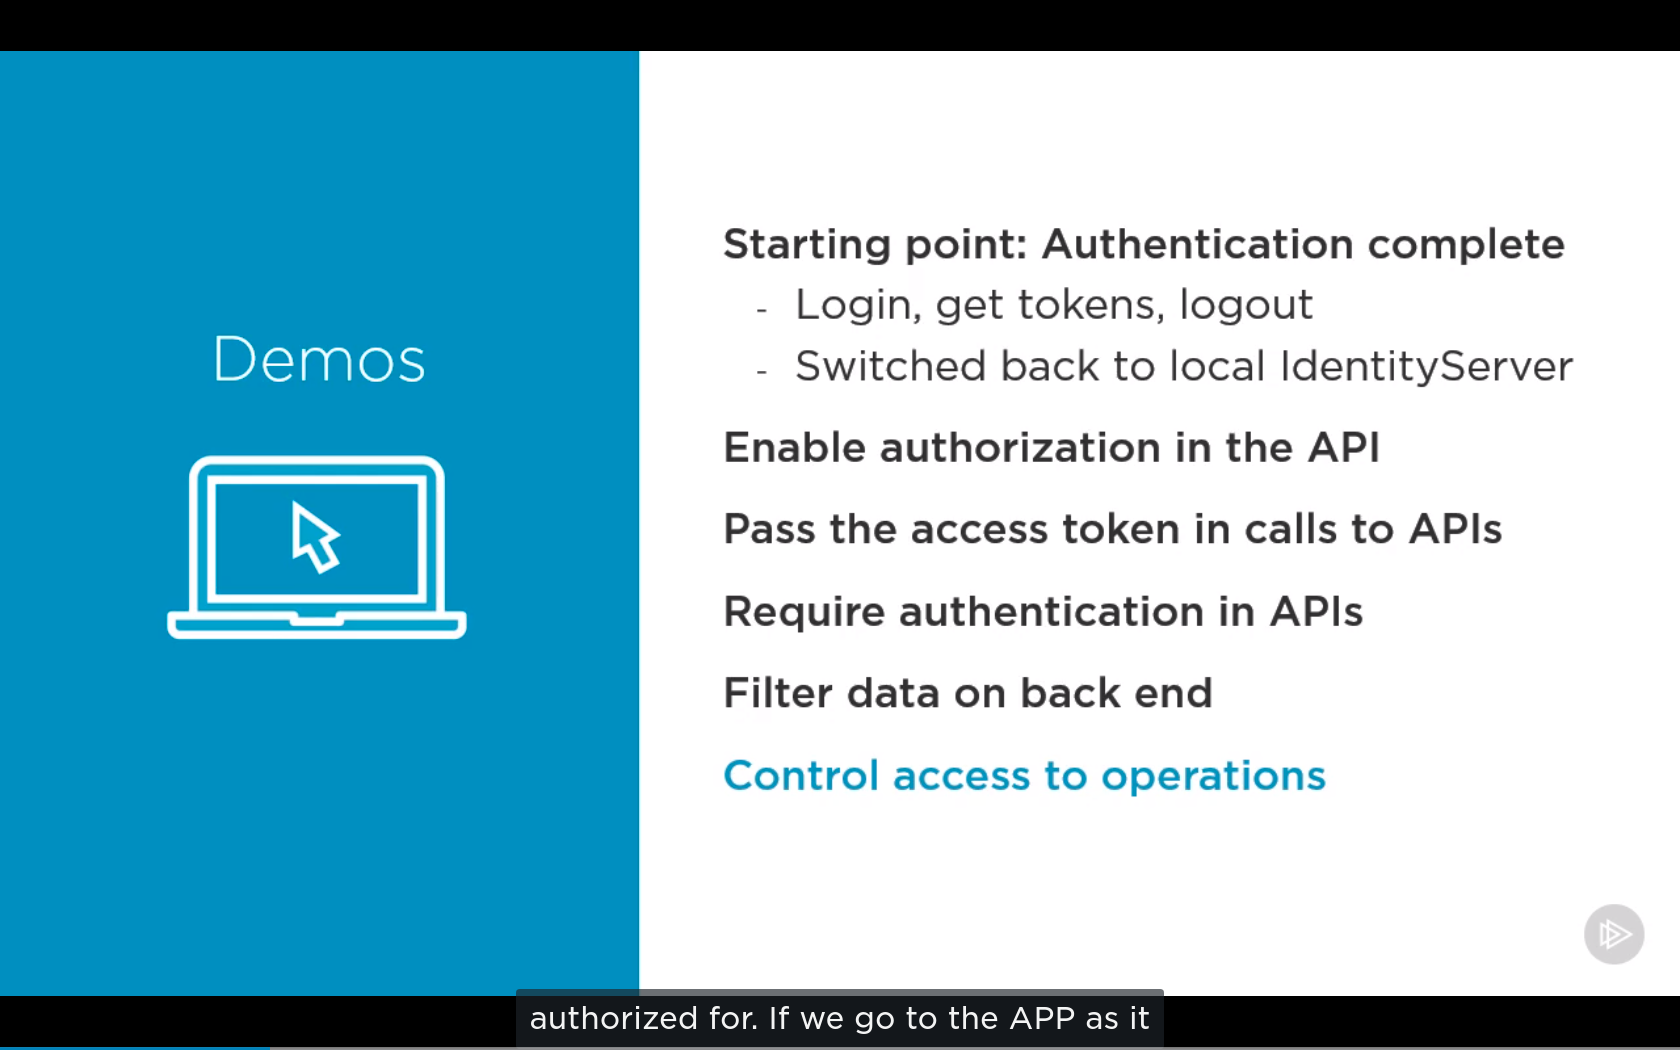 Demos
Starting point: Authentication complete
- Login, get tokens, logout
- Switched back to local IdentityServer
Enable authorization in the API
Pass the access token in calls to APIs
Require authentication in APIs
Filter data on back end
Control access to operations
authorized for. If we go to the APP as it